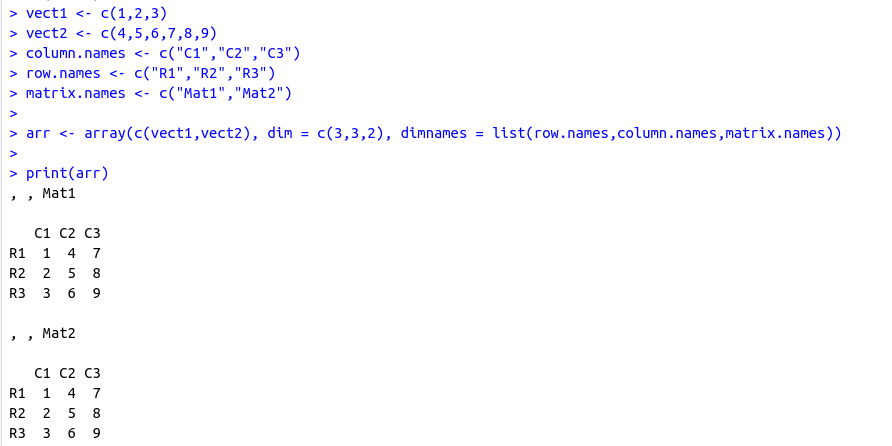 > vect1 <- c(1,2,3)
> vect2 <- c(4,5,6,7,8,9)
> column.names <- c("C1","C2","C3")
> row.names <- c("R1","R2","R3")
> matrix.names <- c("Mat1","Mat2")
>
> arr <- array(c(vect1,vect2), dim = c(3,3,2), dimnames = list(row.names,column.names,matrix.names))
>
> print(arr)
, , Mat1
   C1 C2 C3
R1  1  4  7
R2  2  5  8
R3  3  6  9
, , Mat2
   C1 C2 C3
R1  1  4  7
R2  2  5  8
R3  3  6  9